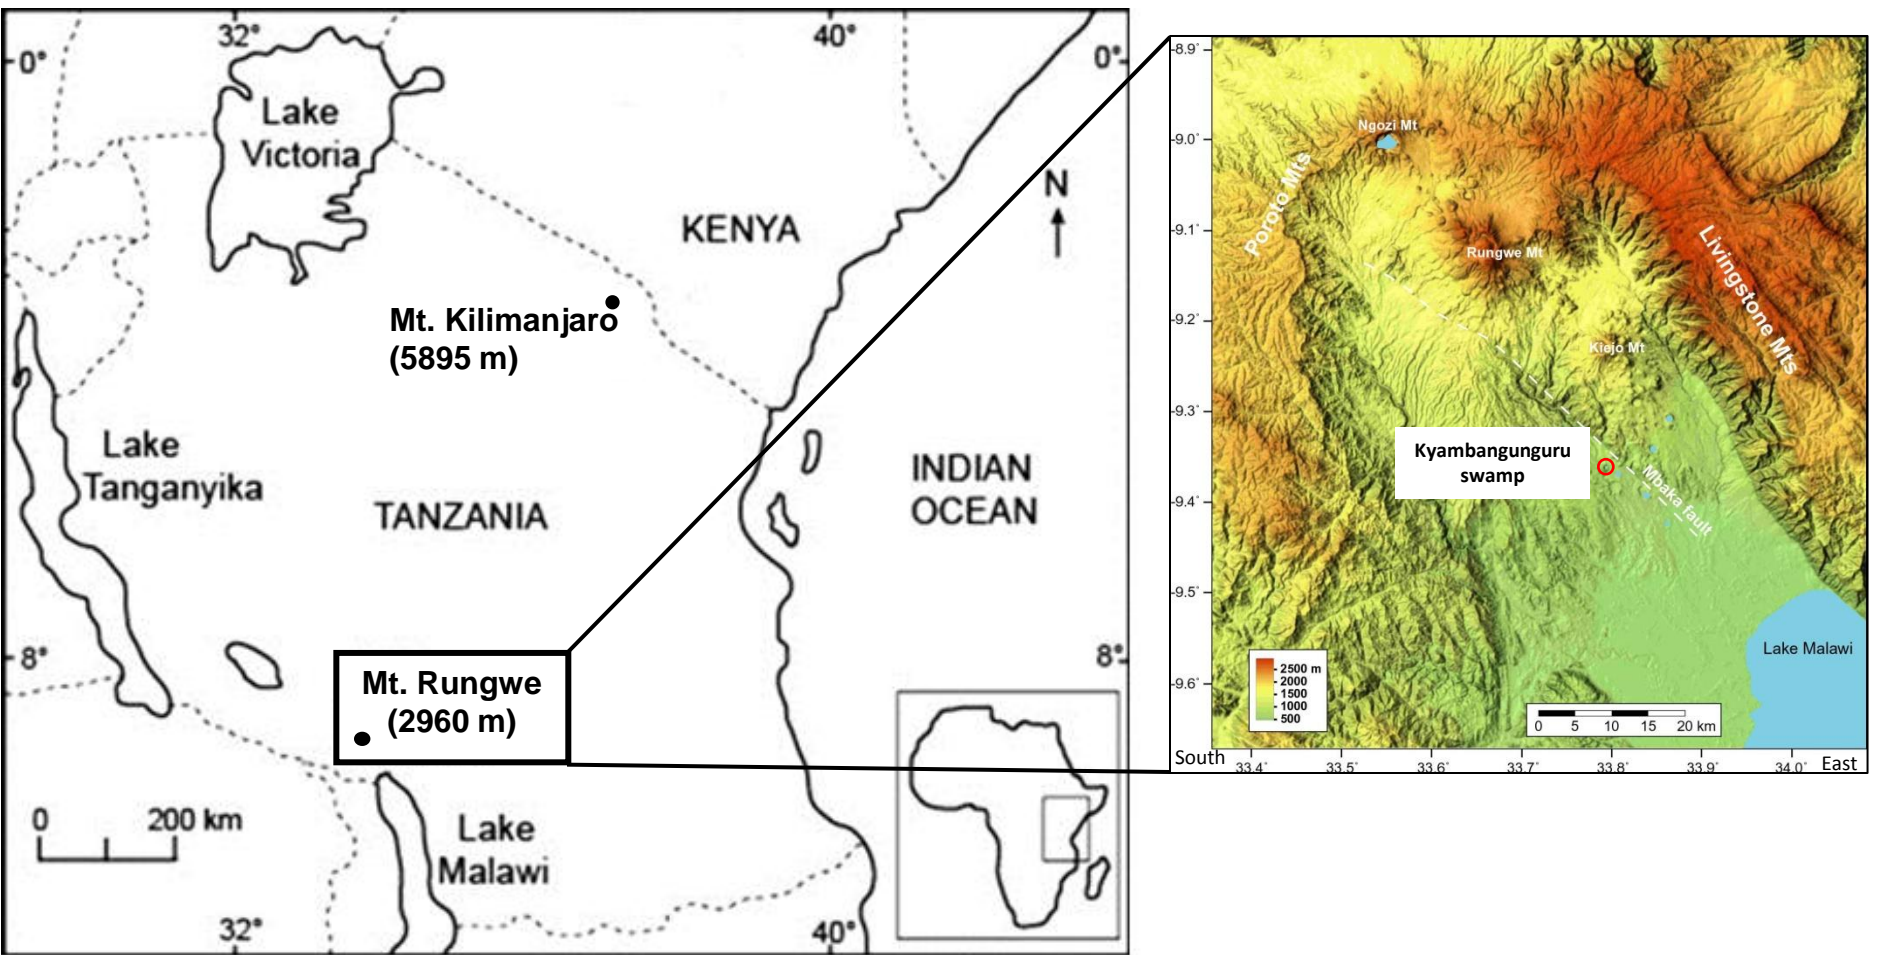 32°
40°
0°
0°
Lake
Victoria
N
KENYA
Mt. Kilimanjaro
(5895 m)
Lake
Tanganyika
TANZANIA
INDIAN
OCEAN
8°
8°
Mt. Rungwe
(2960 m)
0
200 km
Lake
Malawi
32°
40°
-8.9°
-9.0°
-9.1°
-9.2°
-9.3°
-9.4°
-9.5°
-9.6°
Ngozi Mt
Poroto Mts
Rungwe Mt
Livingstone Mts
Kiejo Mt
Kyambangunguru
swamp
Mbaka fault
Lake Malawi
2500 m
2000
1500
1000
500
0 5 10 15 20 km
South
33.4° 33.5° 33.6° 33.7° 33.8° 33.9° 34.0°
East